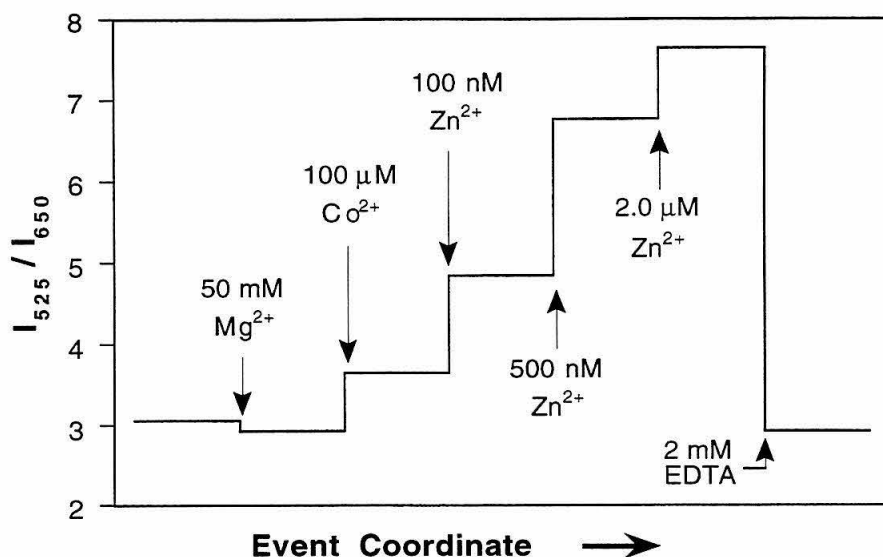 8
7
6
5
4
3
2
I₅₂₅ / I₆₅₀
50 mM
Mg²⁺
100 μM
Co²⁺
100 nM
Zn²⁺
500 nM
Zn²⁺
2.0 μM
Zn²⁺
2 mM
EDTA
Event Coordinate